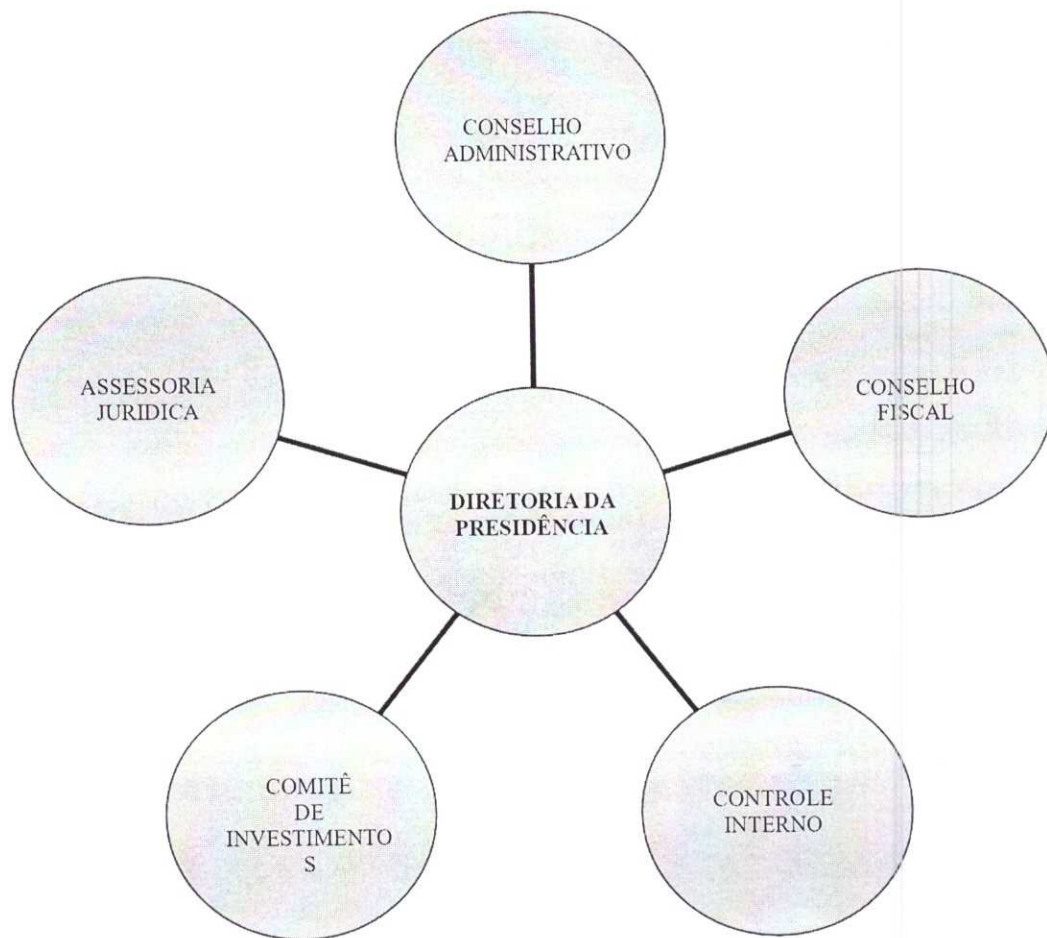 CONSELHO
ADMINISTRATIVO
ASSESSORIA
JURIDICA
CONSELHO
FISCAL
DIRETORIA DA
PRESIDÊNCIA
COMITÊ
DE
INVESTIMENTO
S
CONTROLE
INTERNO